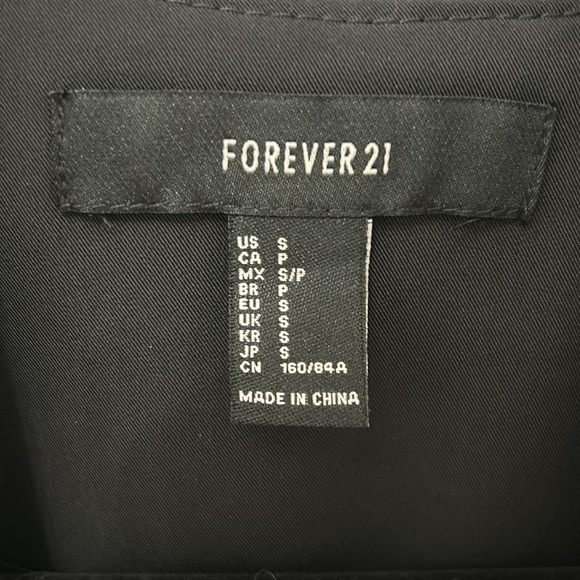 FOREVER 21
US S
CA P
MX S/P
BR P
EU S
UK S
KR S
JP S
CN 160/84A
MADE IN CHINA